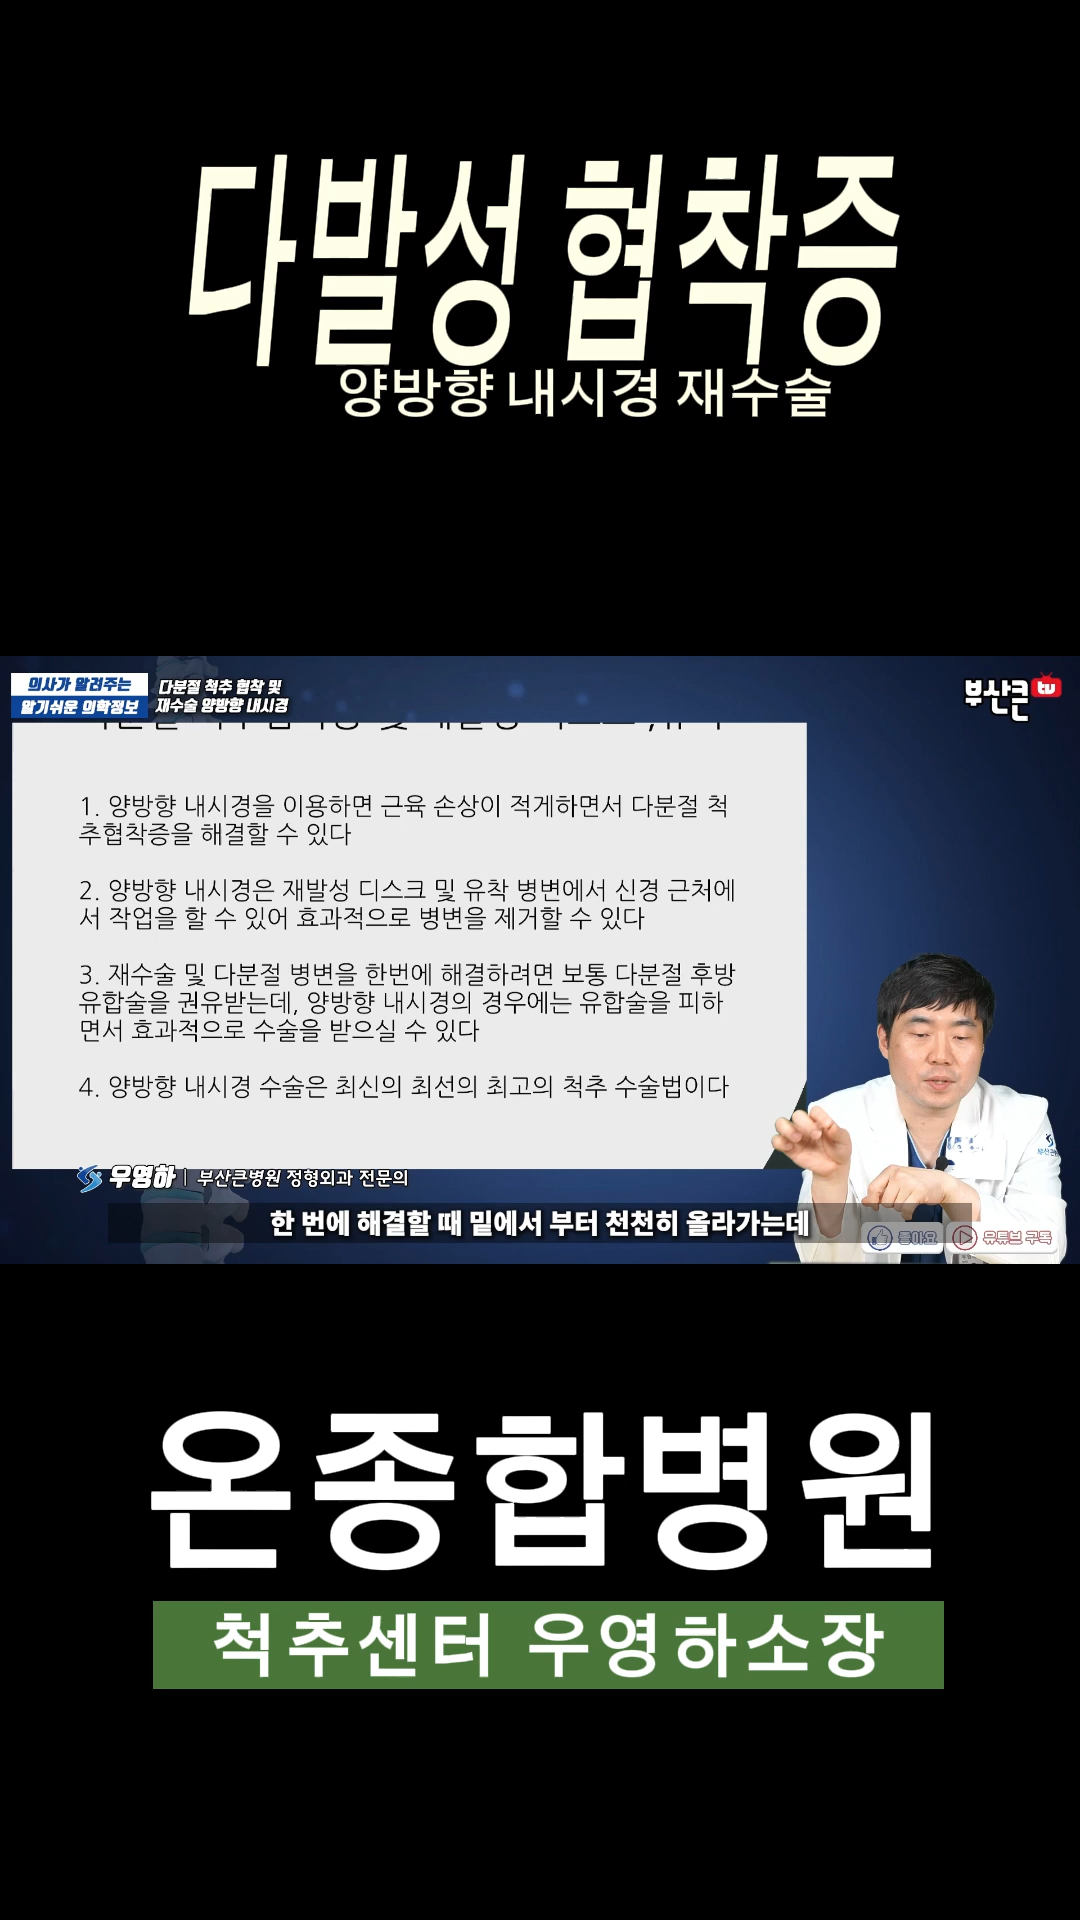 다발성 협착증
양방향 내시경 재수술
의사가 알려주는
알기쉬운 의학정보
다분절 척추 협착 및
재수술 양방향 내시경
부산큰 tv
1. 양방향 내시경을 이용하면 근육 손상이 적게하면서 다분절 척
추협착증을 해결할 수 있다
2. 양방향 내시경은 재발성 디스크 및 유착 병변에서 신경 근처에
서 작업을 할 수 있어 효과적으로 병변을 제거할 수 있다
3. 재수술 및 다분절 병변을 한번에 해결하려면 보통 다분절 후방
유합술을 권유받는데, 양방향 내시경의 경우에는 유합술을 피하
면서 효과적으로 수술을 받으실 수 있다
4. 양방향 내시경 수술은 최신의 최선의 최고의 척추 수술법이다
우영하 | 부산큰병원 정형외과 전문의
한 번에 해결할 때 밑에서 부터 천천히 올라가는데
좋아요
유튜브 구독
온종합병원
척추센터 우영하소장